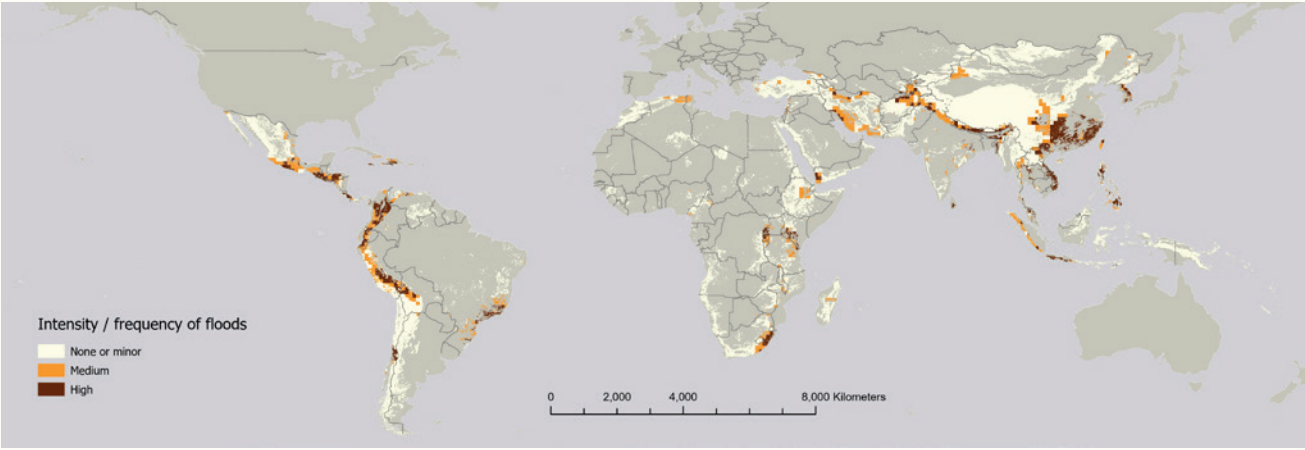 Intensity / frequency of floods
None or minor
Medium
High
0 2,000 4,000 8,000 Kilometers